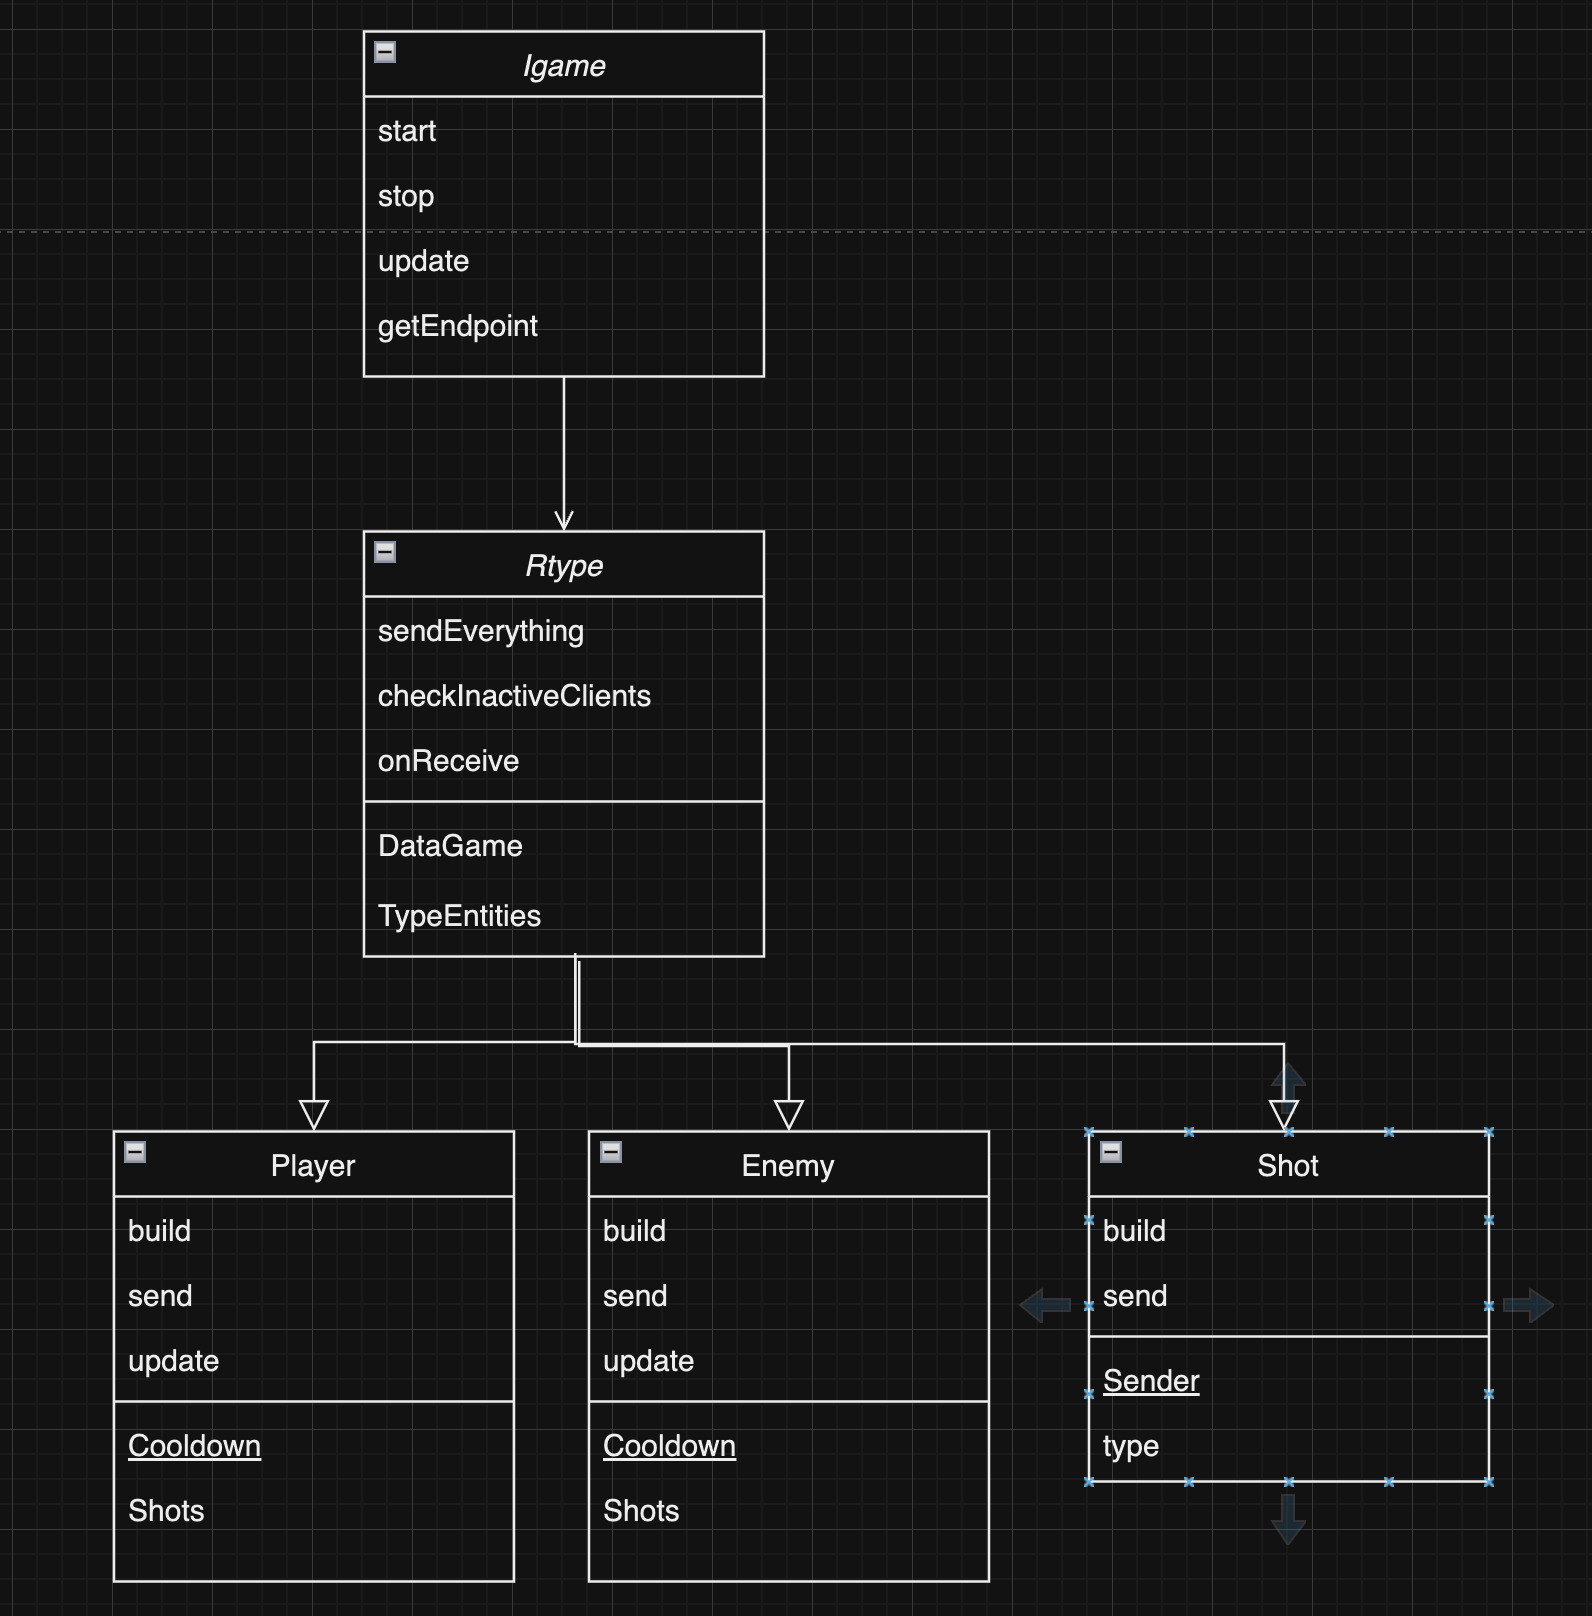 Igame
start
stop
update
getEndpoint
Rtype
sendEverything
checkInactiveClients
onReceive
DataGame
TypeEntities
Player
build
send
update
Cooldown
Shots
Enemy
build
send
update
Cooldown
Shots
Shot
build
send
Sender
type